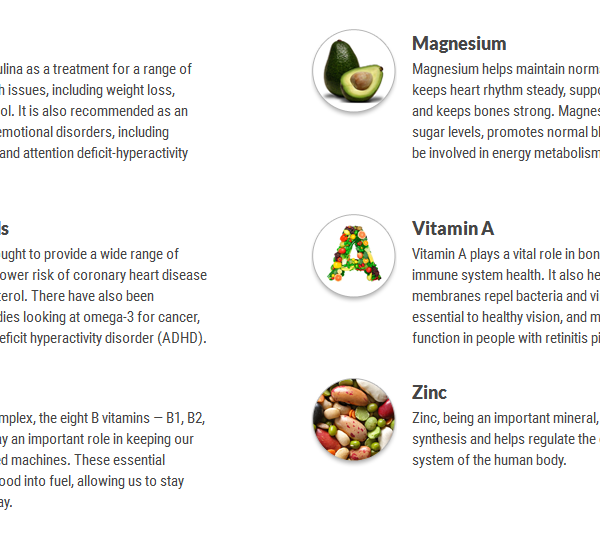 ulina as a treatment for a range of
h issues, including weight loss,
ol. It is also recommended as an
emotional disorders, including
and attention deficit-hyperactivity
ls
ught to provide a wide range of
ower risk of coronary heart disease
terol. There have also been
dies looking at omega-3 for cancer,
eficit hyperactivity disorder (ADHD).
mplex, the eight B vitamins — B1, B2,
ay an important role in keeping our
ed machines. These essential
ood into fuel, allowing us to stay
ay.
Magnesium
Magnesium helps maintain norm
keeps heart rhythm steady, suppo
and keeps bones strong. Magnes
sugar levels, promotes normal bl
be involved in energy metabolism
Vitamin A
Vitamin A plays a vital role in bon
immune system health. It also he
membranes repel bacteria and vi
essential to healthy vision, and m
function in people with retinitis pi
Zinc
Zinc, being an important mineral,
synthesis and helps regulate the
system of the human body.